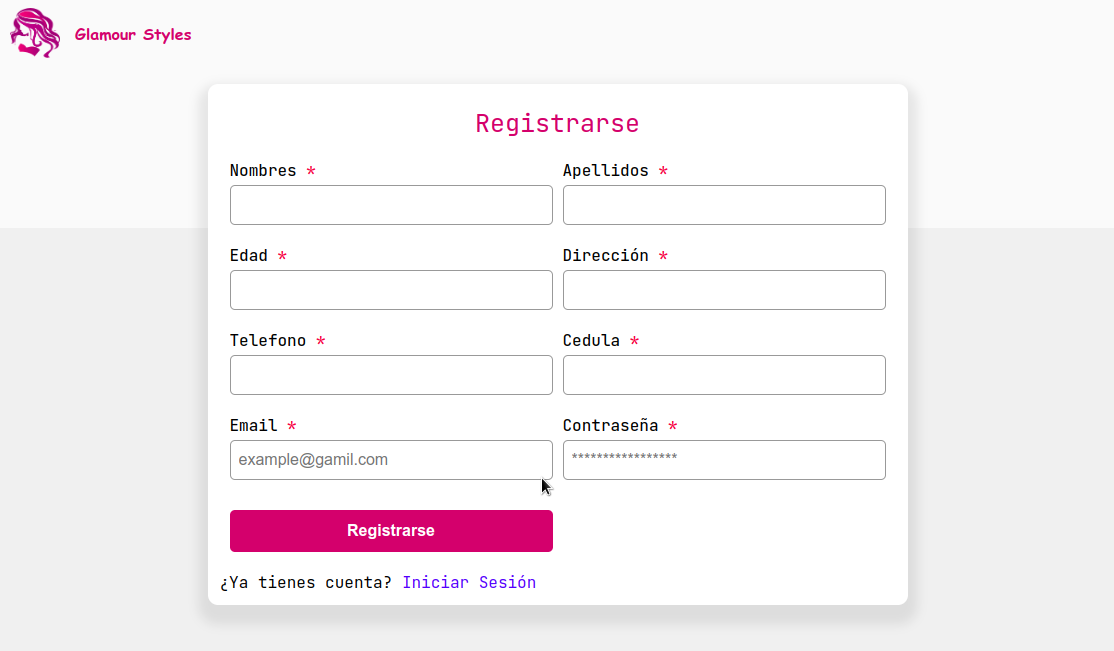 Glamour Styles
Registrarse
Nombres * Apellidos *
Edad * Dirección *
Telefono * Cedula *
Email * Contraseña *
example@gamil.com *****************
Registrarse
¿Ya tienes cuenta? Iniciar Sesión